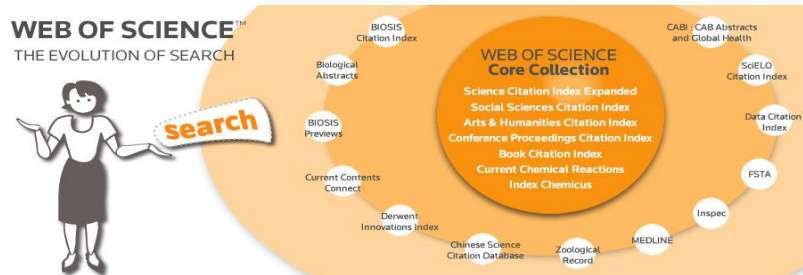 WEB OF SCIENCE™
THE EVOLUTION OF SEARCH
search
WEB OF SCIENCE
Core Collection
Science Citation Index Expanded
Social Sciences Citation Index
Arts & Humanities Citation Index
Conference Proceedings Citation Index
Book Citation Index
Current Chemical Reactions
Index Chemicus
BIOSIS
Citation Index
Biological
Abstracts
BIOSIS
Previews
Current Contents
Connect
Derwent
Innovations Index
Chinese Science
Citation Database
Zoological
Record
MEDLINE
Inspec
FSTA
Data Citation
Index
SciELO
Citation Index
CABI : CAB Abstracts
and Global Health